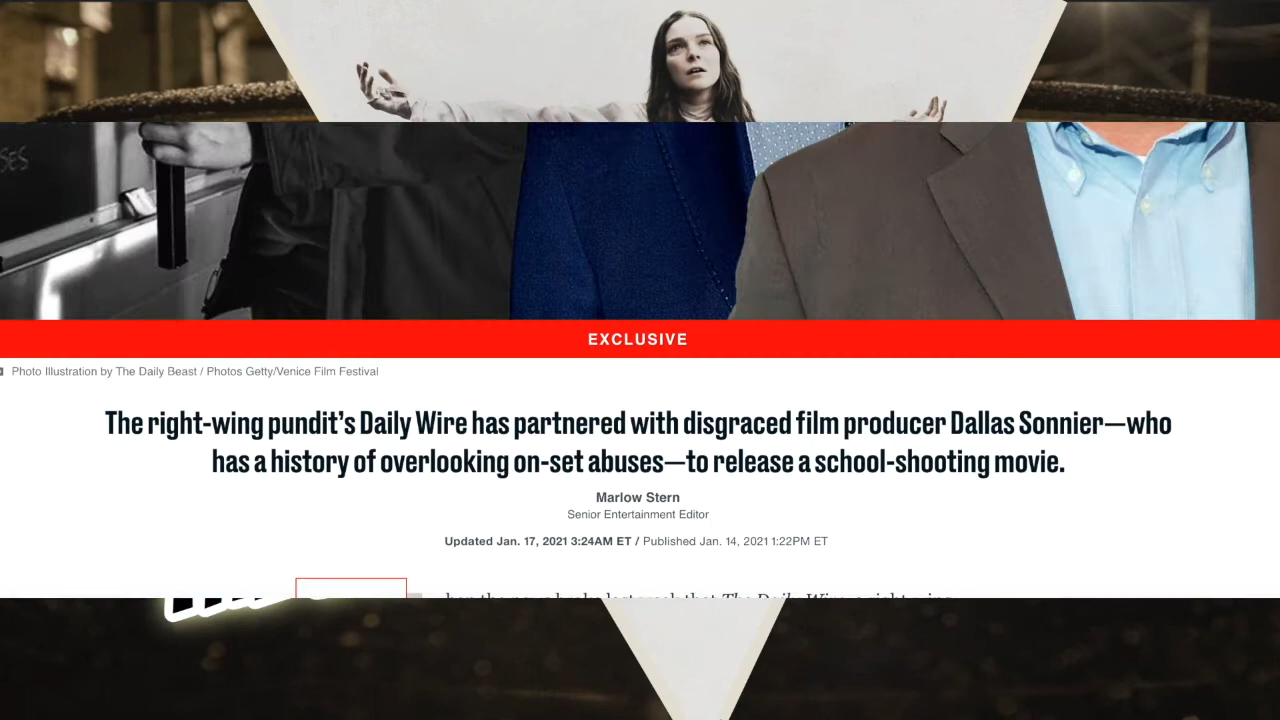 SES
EXCLUSIVE
Photo Illustration by The Daily Beast / Photos Getty/Venice Film Festival
The right-wing pundit’s Daily Wire has partnered with disgraced film producer Dallas Sonnier—who
has a history of overlooking on-set abuses—to release a school-shooting movie.
Marlow Stern
Senior Entertainment Editor
Updated Jan. 17, 2021 3:24AM ET / Published Jan. 14, 2021 1:22PM ET